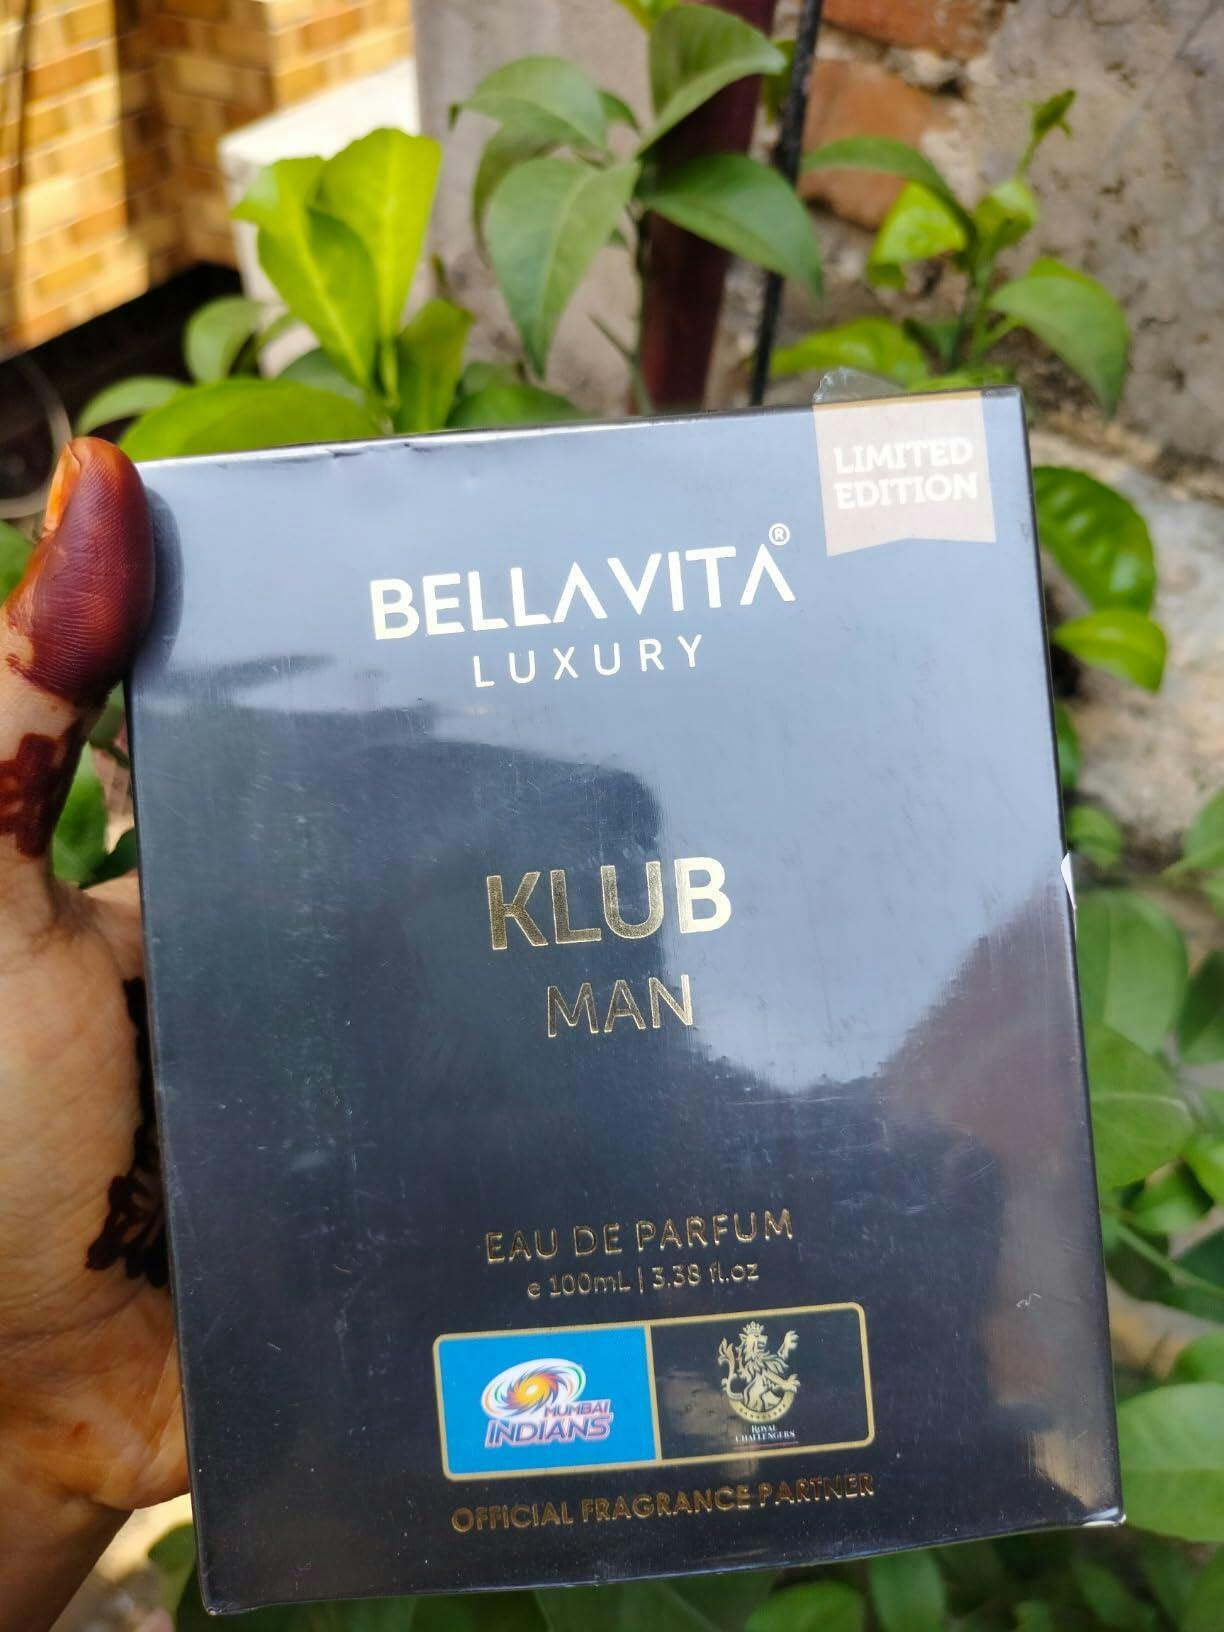 LIMITED
EDITION
BELLAVITA®
LUXURY
KLUB
MAN
EAU DE PARFUM
e 100mL | 3.38 fl.oz
MUMBAI
INDIANS
ROYAL
CHALLENGERS
OFFICIAL FRAGRANCE PARTNER